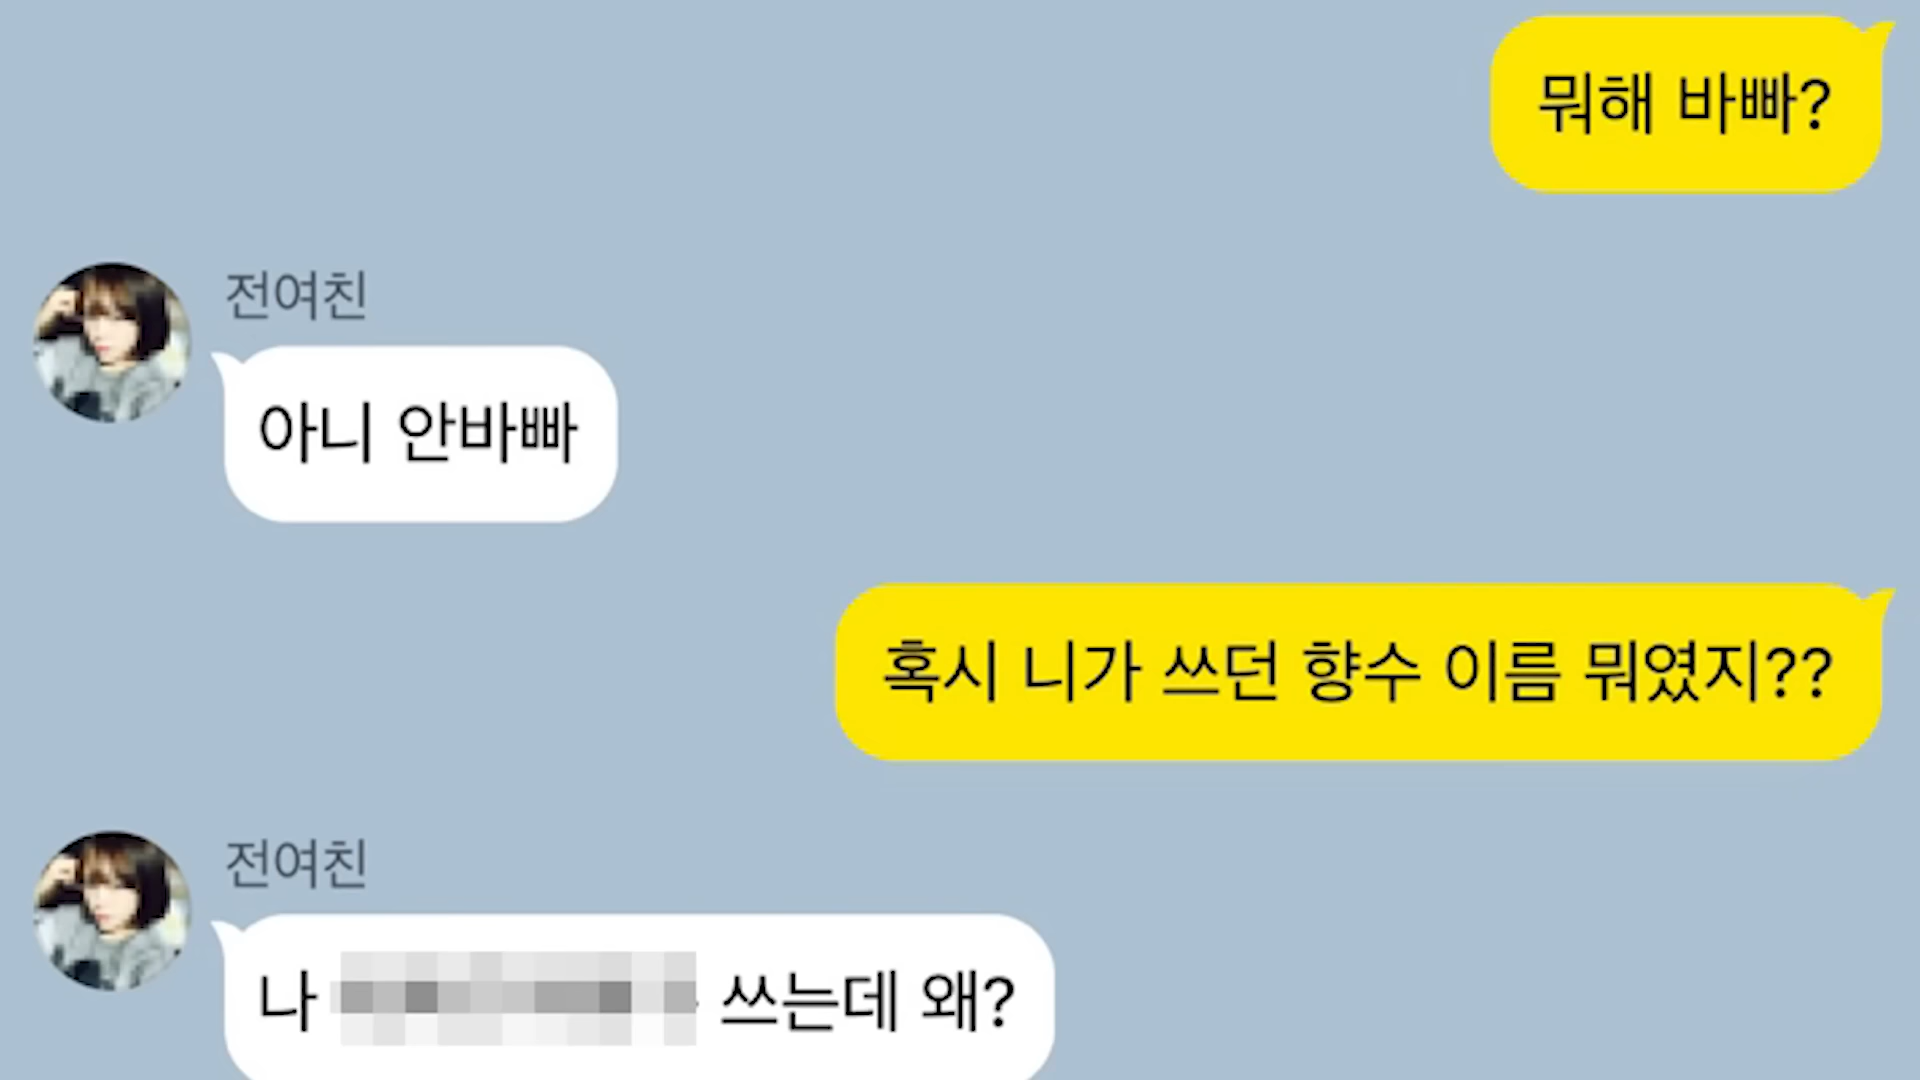 뭐해 바빠?
전여친
아니 안바빠
혹시 니가 쓰던 향수 이름 뭐였지??
전여친
나 쓰는데 왜?